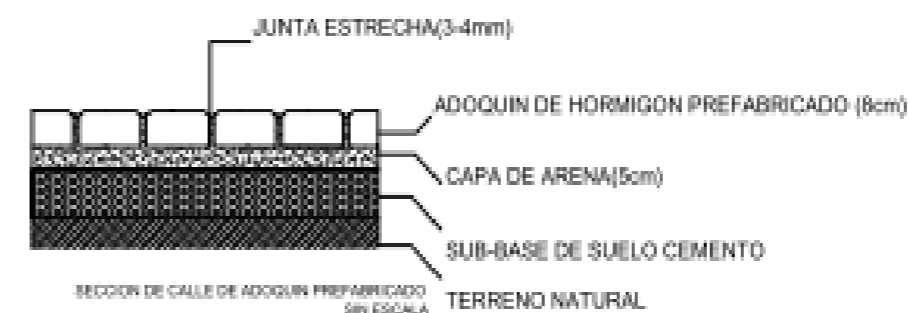 JUNTA ESTRECHA(3-4mm)
ADOQUIN DE HORMIGON PREFABRICADO (8cm)
CAPA DE ARENA(5cm)
SUB-BASE DE SUELO CEMENTO
TERRENO NATURAL
SECCION DE CALLE DE ADOQUIN PREFABRICADO
SIN ESCALA